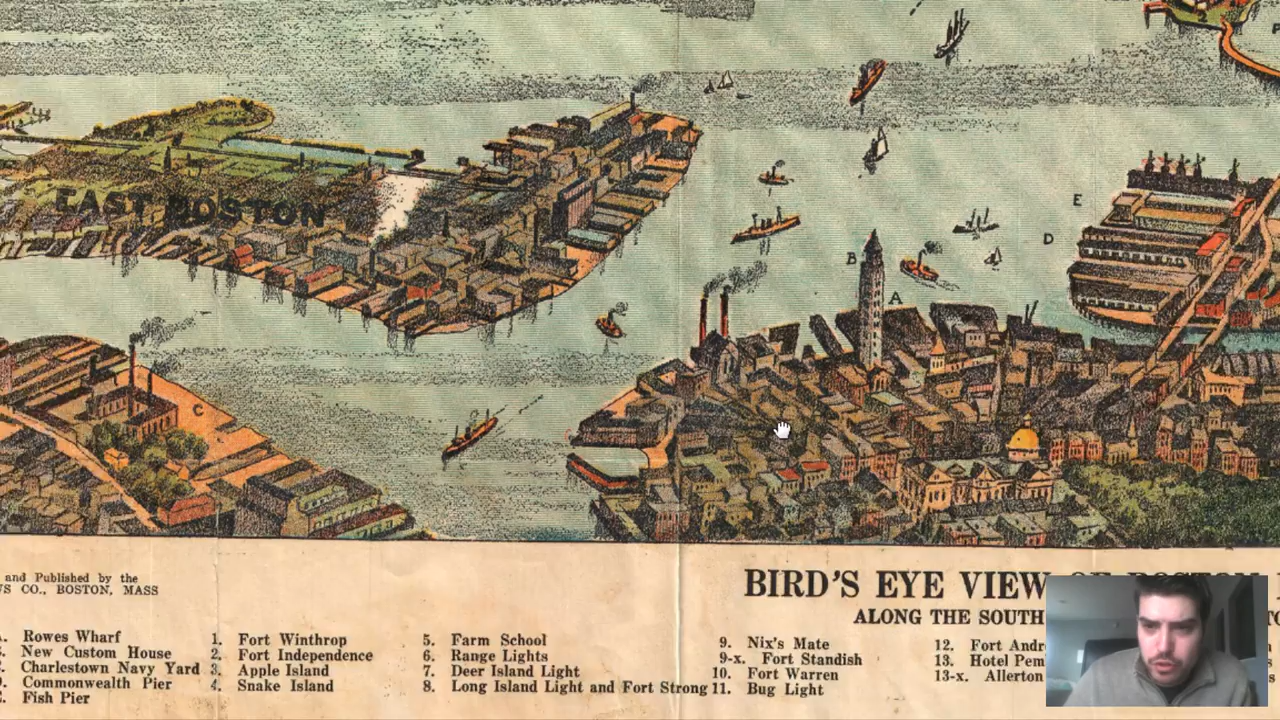 EAST BOSTON
E
D
B
A
C
and Published by the
BIRD'S EYE VIEW
WS CO., BOSTON, MASS
ALONG THE SOUTH
A. Rowes Wharf
B. New Custom House
C. Charlestown Navy Yard
D. Commonwealth Pier
E. Fish Pier
1. Fort Winthrop
2. Fort Independence
3. Apple Island
4. Snake Island
5. Farm School
6. Range Lights
7. Deer Island Light
8. Long Island Light and Fort Strong
9. Nix's Mate
9-x. Fort Standish
10. Fort Warren
11. Bug Light
12. Fort Andr
13. Hotel Pem
13-x. Allerton